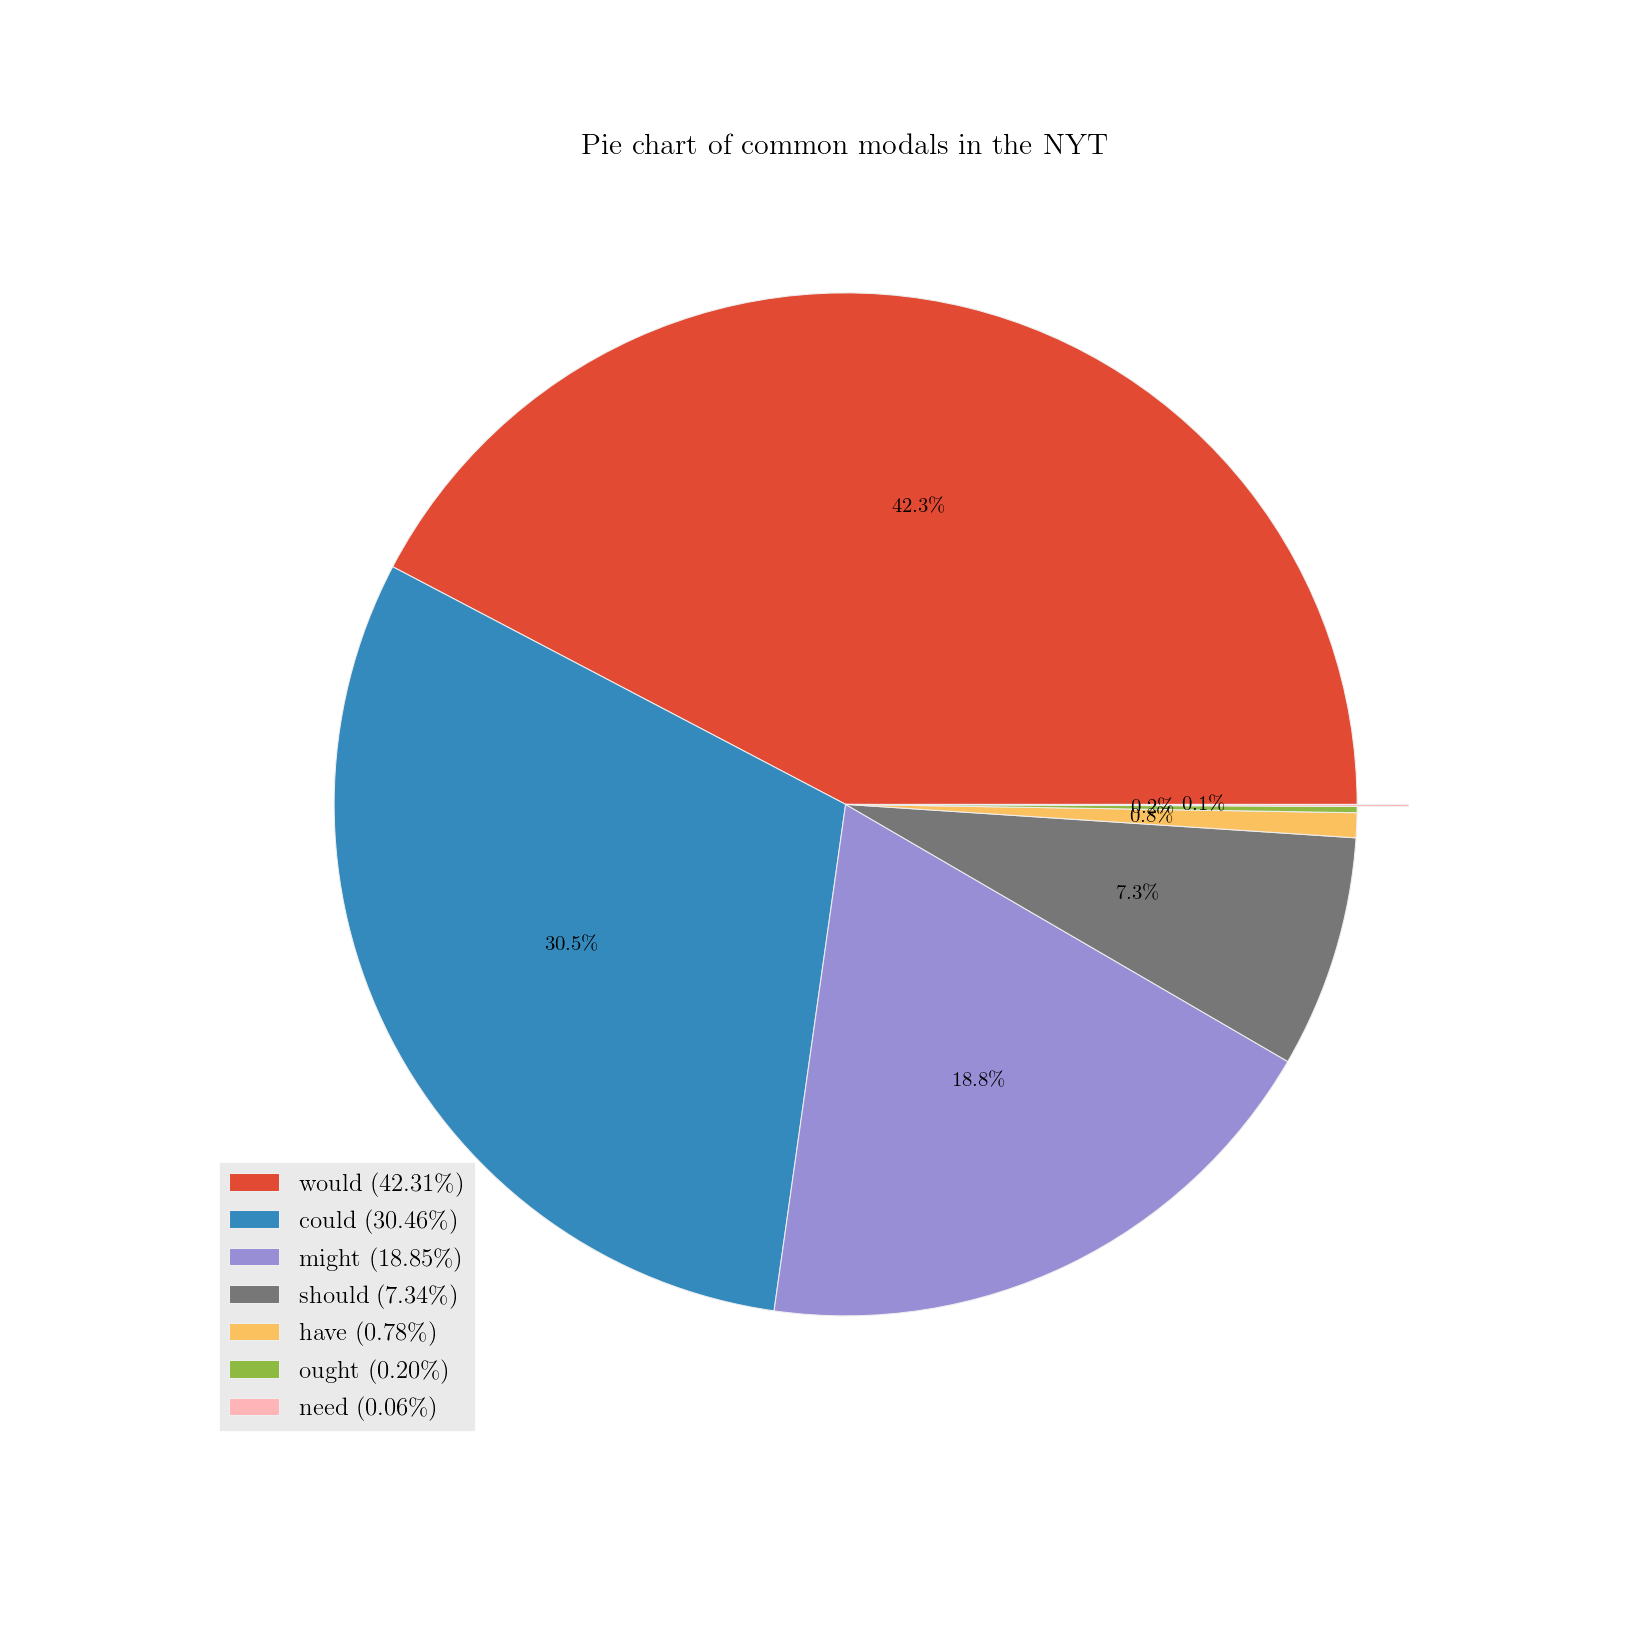 Pie chart of common modals in the NYT
42.3%
0.1%
0.2%
0.8%
7.3%
30.5%
18.8%
would (42.31%)
could (30.46%)
might (18.85%)
should (7.34%)
have (0.78%)
ought (0.20%)
need (0.06%)